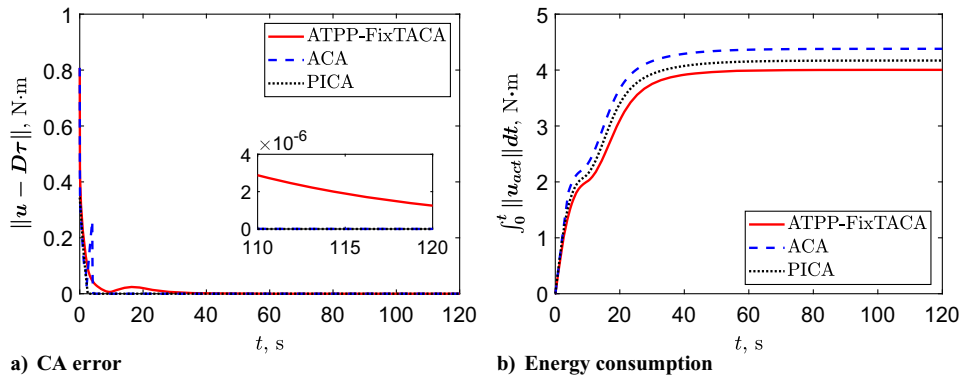 1
0.8
0.6
0.4
0.2
0
‖u − Dτ‖, N·m
ATPP-FixTACA
ACA
PICA
4 ×10⁻⁶
2
0
110 115 120
0 20 40 60 80 100 120
t, s
a) CA error
5
4
3
2
1
0
∫₀ᵗ ‖u_act‖dt, N·m
ATPP-FixTACA
ACA
PICA
0 20 40 60 80 100 120
t, s
b) Energy consumption